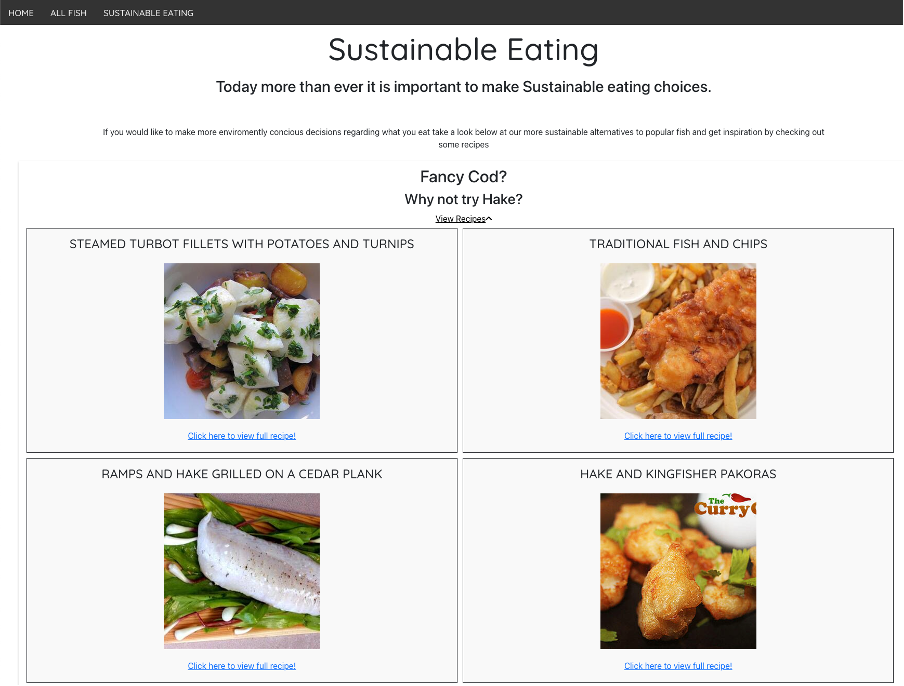 HOME ALL FISH SUSTAINABLE EATING
Sustainable Eating
Today more than ever it is important to make Sustainable eating choices.
If you would like to make more enviromently concious decisions regarding what you eat take a look below at our more sustainable alternatives to popular fish and get inspiration by checking out
some recipes
Fancy Cod?
Why not try Hake?
View Recipes
STEAMED TURBOT FILLETS WITH POTATOES AND TURNIPS
Click here to view full recipe!
TRADITIONAL FISH AND CHIPS
Click here to view full recipe!
RAMPS AND HAKE GRILLED ON A CEDAR PLANK
Click here to view full recipe!
HAKE AND KINGFISHER PAKORAS
The
Curry
Click here to view full recipe!